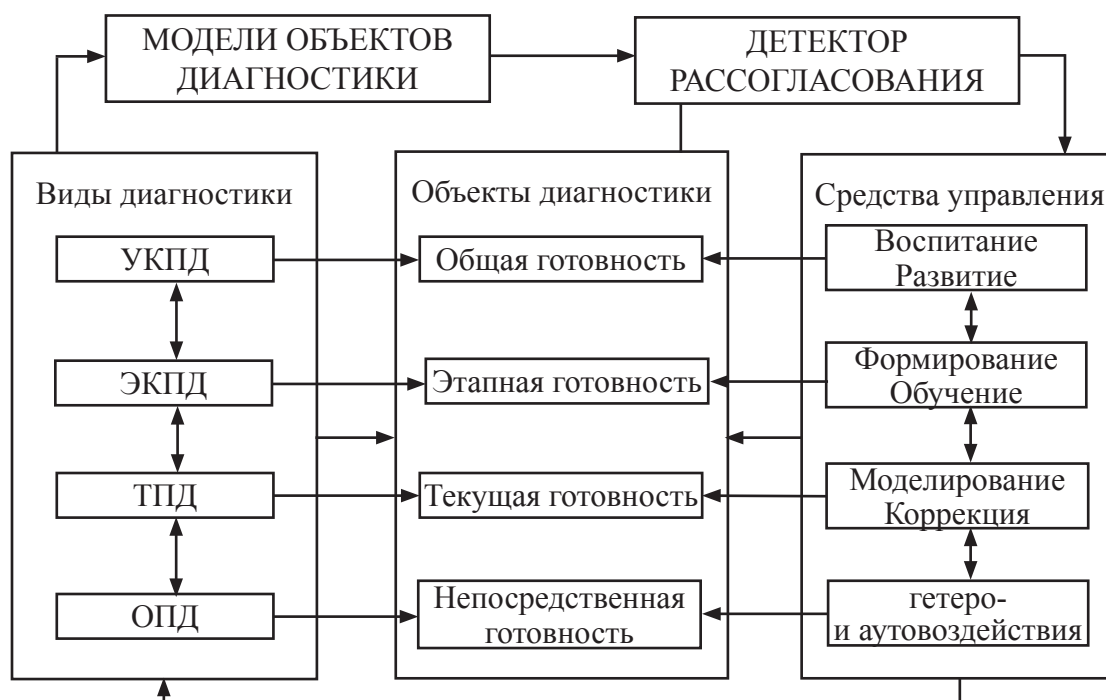 МОДЕЛИ ОБЪЕКТОВ
ДИАГНОСТИКИ
ДЕТЕКТОР
РАССОГЛАСОВАНИЯ
Виды диагностики
УКПД
ЭКПД
ТПД
ОПД
Объекты диагностики
Общая готовность
Этапная готовность
Текущая готовность
Непосредственная
готовность
Средства управления
Воспитание
Развитие
Формирование
Обучение
Моделирование
Коррекция
гетеро-
и аутовоздействия